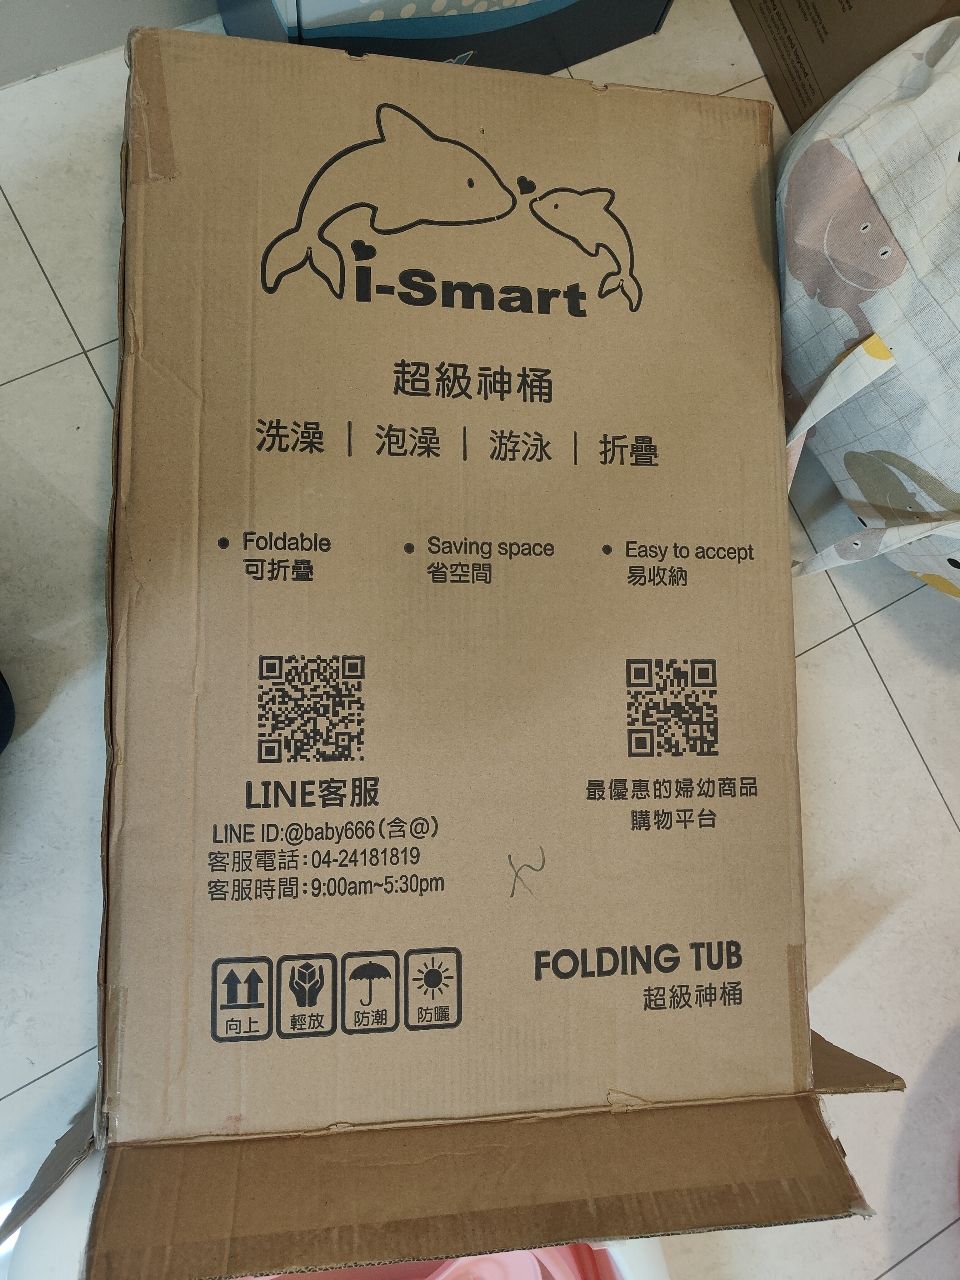 i-Smart
超級神桶
洗澡｜泡澡｜游泳｜折疊
• Foldable
可折疊
• Saving space
省空間
• Easy to accept
易收納
LINE客服
LINE ID:@baby666(含@)
客服電話:04-24181819
客服時間:9:00am~5:30pm
最優惠的婦幼商品
購物平台
向上
輕放
防潮
防曬
FOLDING TUB
超級神桶